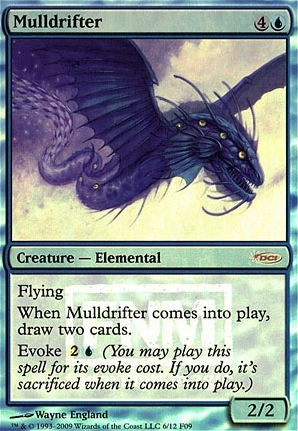 Mulldrifter 4
Creature — Elemental
DCI
Flying
When Mulldrifter comes into play,
draw two cards.
FNM
Evoke 2 (You may play this
spell for its evoke cost. If you do, it's
sacrificed when it comes into play.)
2/2
Wayne England
™ & © 1993–2009 Wizards of the Coast LLC 6/12 F09